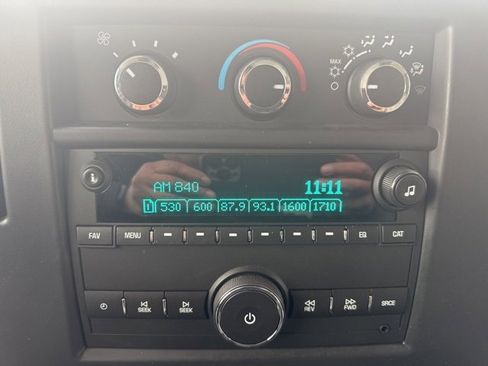 MAX
AM 840 11:11
1 530 600 87.9 93.1 1600 1710
FAV MENU EQ CAT
SEEK SEEK REV FWD SRCE